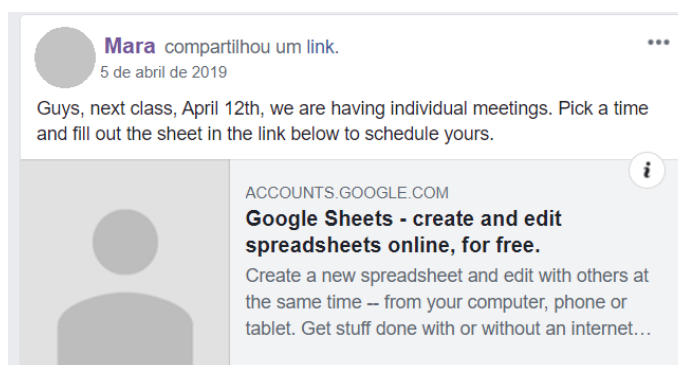 Mara compartilhou um link.
5 de abril de 2019
Guys, next class, April 12th, we are having individual meetings. Pick a time
and fill out the sheet in the link below to schedule yours.
i
ACCOUNTS.GOOGLE.COM
Google Sheets - create and edit
spreadsheets online, for free.
Create a new spreadsheet and edit with others at
the same time -- from your computer, phone or
tablet. Get stuff done with or without an internet...